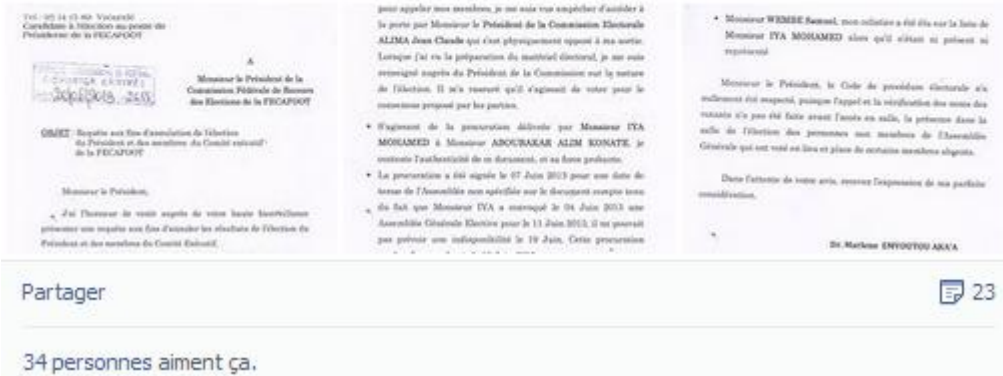 Candidate à l'élection au poste de
Présidente de la FECAFOOT
A
Monsieur le Président de la
Commission Fédérale de Recours
des Elections de la FECAFOOT
OBJET : Requête aux fins d'annulation de l'élection
du Président et des membres du Comité exécutif
de la FECAFOOT
Monsieur le Président,
J'ai l'honneur de venir auprès de votre haute bienveillance
présenter une requête aux fins d'annuler les résultats de l'élection du
Président et des membres du Comité Exécutif.
pour appeler mes membres, je me suis vue empêcher d'accéder à
la porte par Monsieur le Président de la Commission Electorale
ALIMA Jean Claude qui s'est physiquement opposé à ma sortie.
Lorsque j'ai vu la préparation du matériel électoral, je me suis
renseigné auprès du Président de la Commission sur la nature
de l'élection. Il m'a rassuré qu'il s'agissait de voter pour le
consensus proposé par les parties.
• S'agissant de la procuration délivrée par Monsieur IYA
MOHAMED à Monsieur ABOUBAKAR ALIM KONATE, je
conteste l'authenticité de ce document, et sa force probante.
• La procuration a été signée le 07 Juin 2013 pour une date de
tenue de l'Assemblée non spécifiée sur le document compte tenu
du fait que Monsieur IYA a convoqué le 04 Juin 2013 une
Assemblée Générale Elective pour le 11 Juin 2013, il ne pouvait
pas prévoir une indisponibilité le 19 Juin. Cette procuration
• Monsieur WEMBE Samuel, mon colistier a été élu sur la liste de
Monsieur IYA MOHAMED alors qu'il n'était ni présent ni
représenté
Monsieur le Président, le Code de procédure électorale n'a
nullement été respecté, puisque l'appel et la vérification des noms des
votants n'a pas été faite avant l'accès en salle, la présence dans la
salle de l'élection des personnes non membres de l'Assemblée
Générale qui ont voté en lieu et place de certains membres absents.
Dans l'attente de votre avis, recevez l'expression de ma parfaite
considération.
Dr. Marlene EMVOUTOU AKA'A
Partager
23
34 personnes aiment ça.